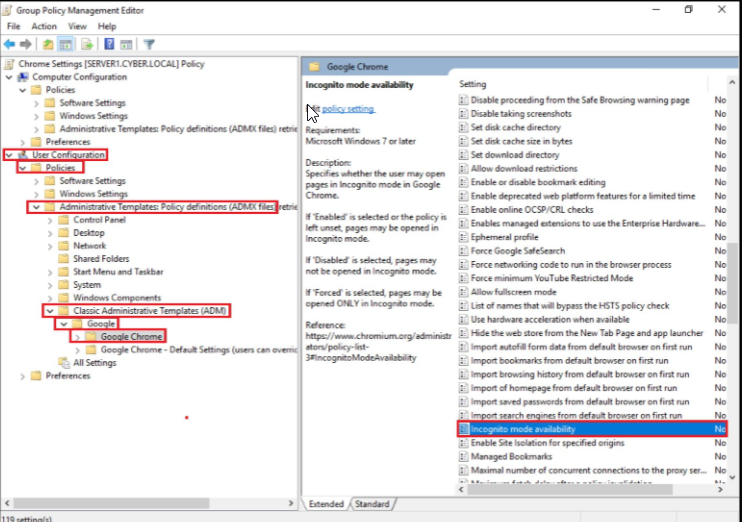 Group Policy Management Editor
File Action View Help
Chrome Settings [SERVER1.CYBER.LOCAL] Policy
Computer Configuration
Policies
Software Settings
Windows Settings
Administrative Templates: Policy definitions (ADMX files) retrie
Preferences
User Configuration
Policies
Software Settings
Windows Settings
Administrative Templates: Policy definitions (ADMX files) retrie
Control Panel
Desktop
Network
Shared Folders
Start Menu and Taskbar
System
Windows Components
Classic Administrative Templates (ADM)
Google
Google Chrome
Google Chrome - Default Settings (users can overric
All Settings
Preferences
Google Chrome
Incognito mode availability
policy setting
Requirements:
Microsoft Windows 7 or later
Description:
Specifies whether the user may open
pages in Incognito mode in Google
Chrome.
If 'Enabled' is selected or the policy is
left unset, pages may be opened in
Incognito mode.
If 'Disabled' is selected, pages may
not be opened in Incognito mode.
If 'Forced' is selected, pages may be
opened ONLY in Incognito mode.
Reference:
https://www.chromium.org/administr
ators/policy-list-
3#IncognitoModeAvailability
Setting
Disable proceeding from the Safe Browsing warning page No
Disable taking screenshots No
Set disk cache directory No
Set disk cache size in bytes No
Set download directory No
Allow download restrictions No
Enable or disable bookmark editing No
Enable deprecated web platform features for a limited time No
Enable online OCSP/CRL checks No
Enables managed extensions to use the Enterprise Hardware... No
Ephemeral profile No
Force Google SafeSearch No
Force networking code to run in the browser process No
Force minimum YouTube Restricted Mode No
Allow fullscreen mode No
List of names that will bypass the HSTS policy check No
Use hardware acceleration when available No
Hide the web store from the New Tab Page and app launcher No
Import autofill form data from default browser on first run No
Import bookmarks from default browser on first run No
Import browsing history from default browser on first run No
Import of homepage from default browser on first run No
Import saved passwords from default browser on first run No
Import search engines from default browser on first run No
Incognito mode availability No
Enable Site Isolation for specified origins No
Managed Bookmarks No
Maximal number of concurrent connections to the proxy ser... No
Extended Standard
119 setting(s)